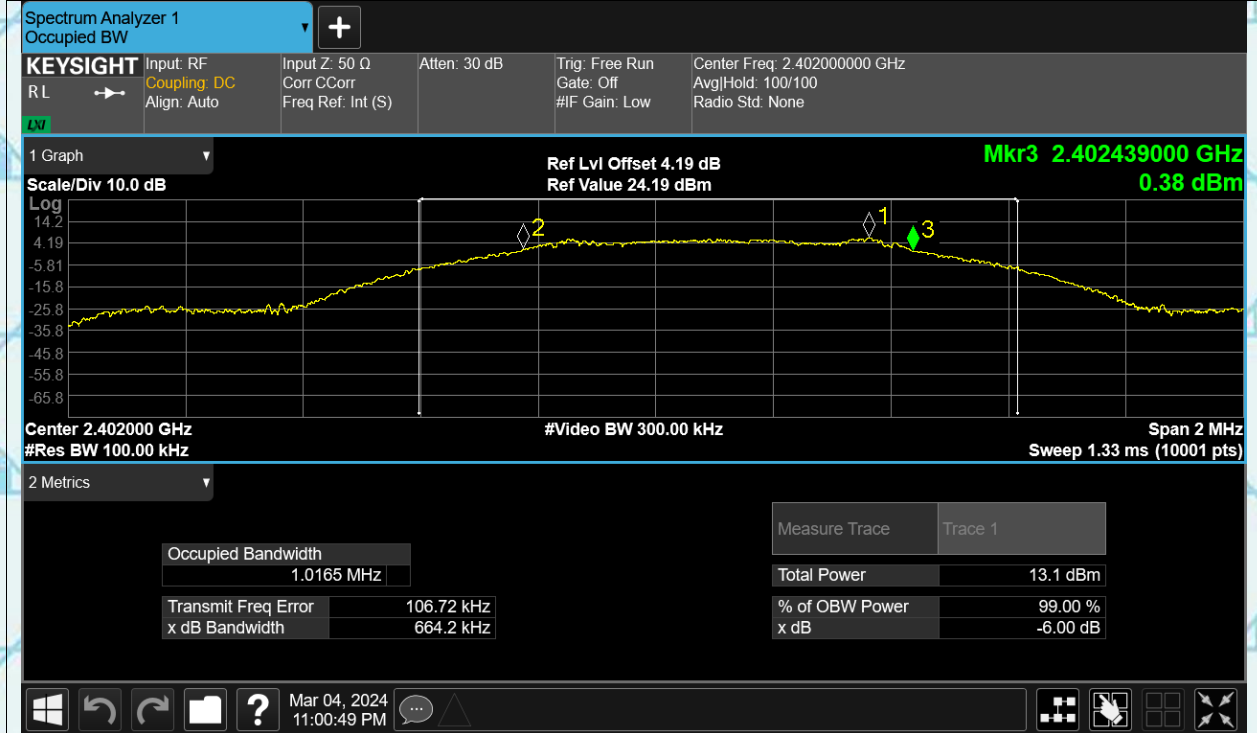 Spectrum Analyzer 1
Occupied BW
KEYSIGHT
R L
LXI
Input: RF
Coupling: DC
Align: Auto
Input Z: 50 Ω
Corr CCorr
Freq Ref: Int (S)
Atten: 30 dB
Trig: Free Run
Gate: Off
#IF Gain: Low
Center Freq: 2.402000000 GHz
Avg|Hold: 100/100
Radio Std: None
1 Graph
Scale/Div 10.0 dB
Ref Lvl Offset 4.19 dB
Ref Value 24.19 dBm
Mkr3 2.402439000 GHz
0.38 dBm
Log
14.2
4.19
-5.81
-15.8
-25.8
-35.8
-45.8
-55.8
-65.8
2
1
3
Center 2.402000 GHz
#Res BW 100.00 kHz
#Video BW 300.00 kHz
Span 2 MHz
Sweep 1.33 ms (10001 pts)
2 Metrics
Measure Trace Trace 1
Occupied Bandwidth
1.0165 MHz
Total Power 13.1 dBm
Transmit Freq Error 106.72 kHz
% of OBW Power 99.00 %
x dB Bandwidth 664.2 kHz
x dB -6.00 dB
?
Mar 04, 2024
11:00:49 PM